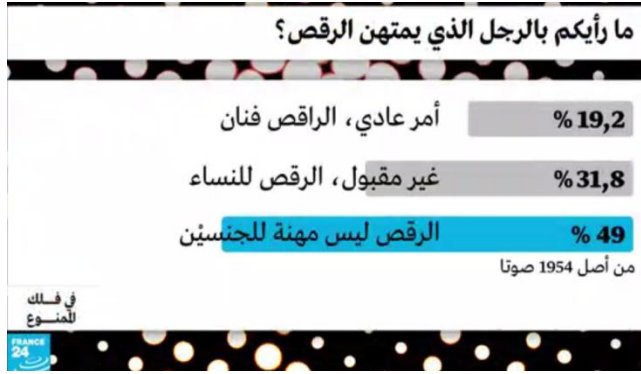 ما رأيكم بالرجل الذي يمتهن الرقص؟
% 19,2 أمر عادي، الراقص فنان
% 31,8 غير مقبول، الرقص للنساء
% 49 الرقص ليس مهنة للجنسيْن
من أصل 1954 صوتا
في فلك
الممنوع
FRANCE
24